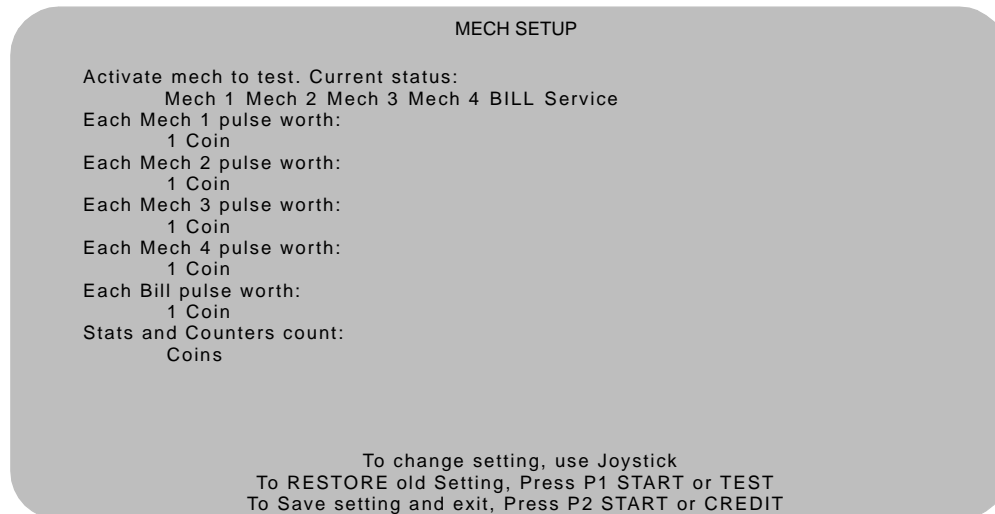 MECH SETUP
Activate mech to test. Current status:
Mech 1 Mech 2 Mech 3 Mech 4 BILL Service
Each Mech 1 pulse worth:
1 Coin
Each Mech 2 pulse worth:
1 Coin
Each Mech 3 pulse worth:
1 Coin
Each Mech 4 pulse worth:
1 Coin
Each Bill pulse worth:
1 Coin
Stats and Counters count:
Coins
To change setting, use Joystick
To RESTORE old Setting, Press P1 START or TEST
To Save setting and exit, Press P2 START or CREDIT